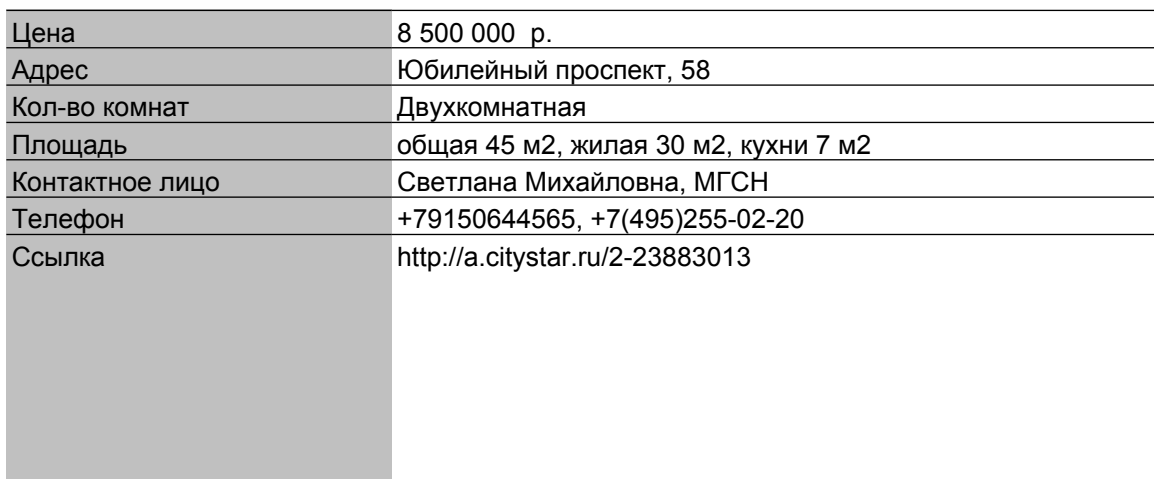 Цена 8 500 000 р.
Адрес Юбилейный проспект, 58
Кол-во комнат Двухкомнатная
Площадь общая 45 м2, жилая 30 м2, кухни 7 м2
Контактное лицо Светлана Михайловна, МГСН
Телефон +79150644565, +7(495)255-02-20
Ссылка http://a.citystar.ru/2-23883013